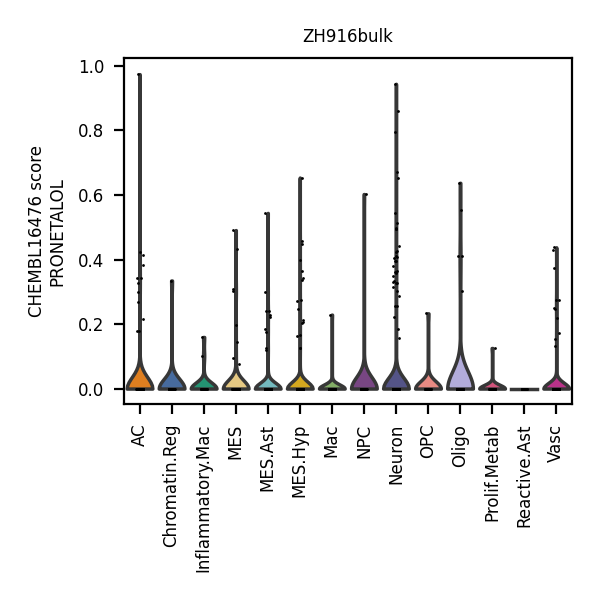 ZH916bulk
CHEMBL16476 score
PRONETALOL
1.0
0.8
0.6
0.4
0.2
0.0
AC
Chromatin.Reg
Inflammatory.Mac
MES
MES.Ast
MES.Hyp
Mac
NPC
Neuron
OPC
Oligo
Prolif.Metab
Reactive.Ast
Vasc